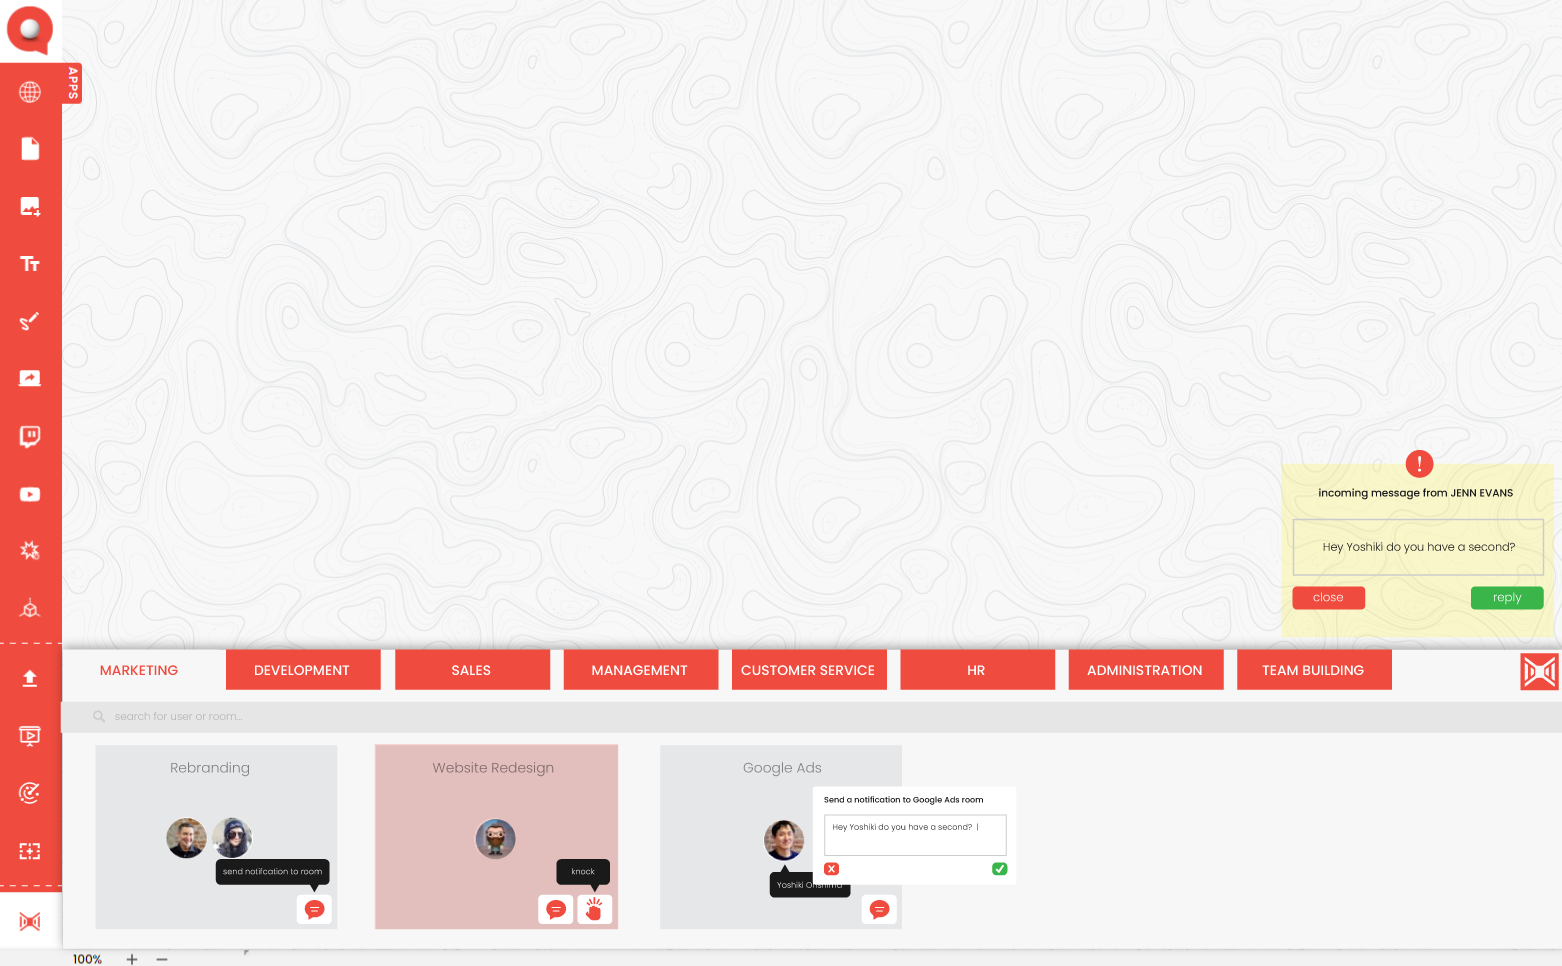 APPS
incoming message from JENN EVANS
Hey Yoshiki do you have a second?
close
reply
MARKETING
DEVELOPMENT
SALES
MANAGEMENT
CUSTOMER SERVICE
HR
ADMINISTRATION
TEAM BUILDING
search for user or room...
Rebranding
send notifcation to room
Website Redesign
knock
Google Ads
Send a notification to Google Ads room
Hey Yoshiki do you have a second?
Yoshiki
100%